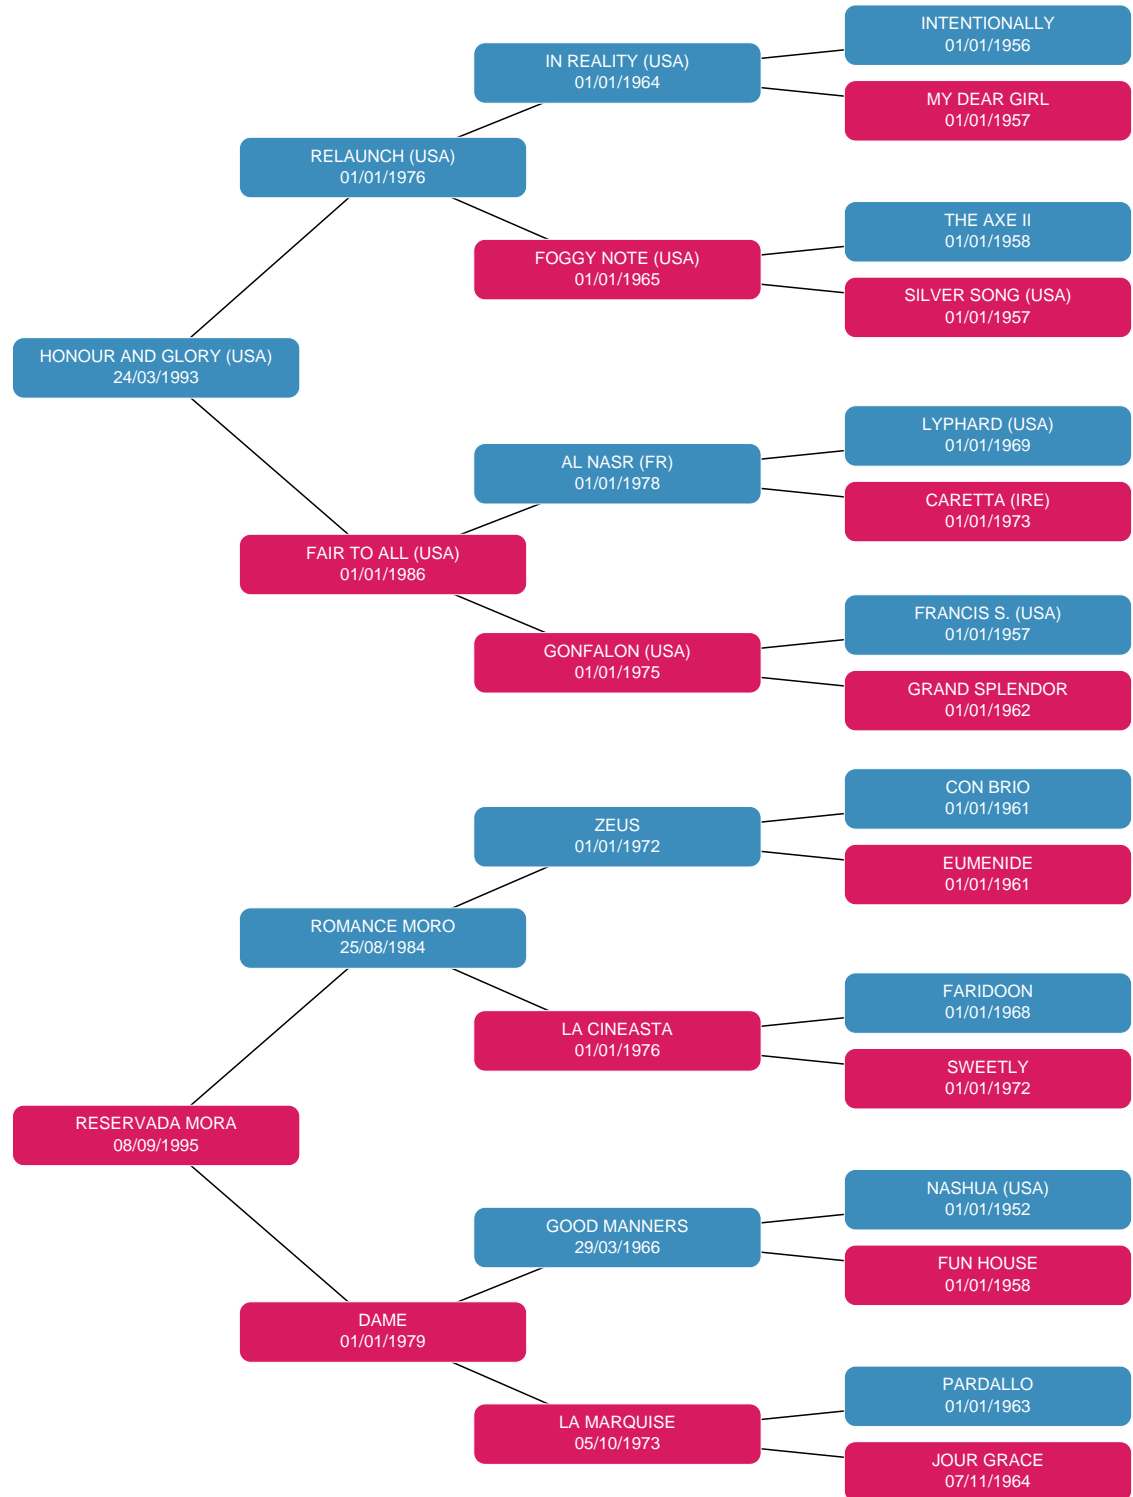 INTENTIONALLY
01/01/1956
IN REALITY (USA)
01/01/1964
MY DEAR GIRL
01/01/1957
RELAUNCH (USA)
01/01/1976
THE AXE II
01/01/1958
FOGGY NOTE (USA)
01/01/1965
SILVER SONG (USA)
01/01/1957
HONOUR AND GLORY (USA)
24/03/1993
LYPHARD (USA)
01/01/1969
AL NASR (FR)
01/01/1978
CARETTA (IRE)
01/01/1973
FAIR TO ALL (USA)
01/01/1986
FRANCIS S. (USA)
01/01/1957
GONFALON (USA)
01/01/1975
GRAND SPLENDOR
01/01/1962
CON BRIO
01/01/1961
ZEUS
01/01/1972
EUMENIDE
01/01/1961
ROMANCE MORO
25/08/1984
FARIDOON
01/01/1968
LA CINEASTA
01/01/1976
SWEETLY
01/01/1972
RESERVADA MORA
08/09/1995
NASHUA (USA)
01/01/1952
GOOD MANNERS
29/03/1966
FUN HOUSE
01/01/1958
DAME
01/01/1979
PARDALLO
01/01/1963
LA MARQUISE
05/10/1973
JOUR GRACE
07/11/1964